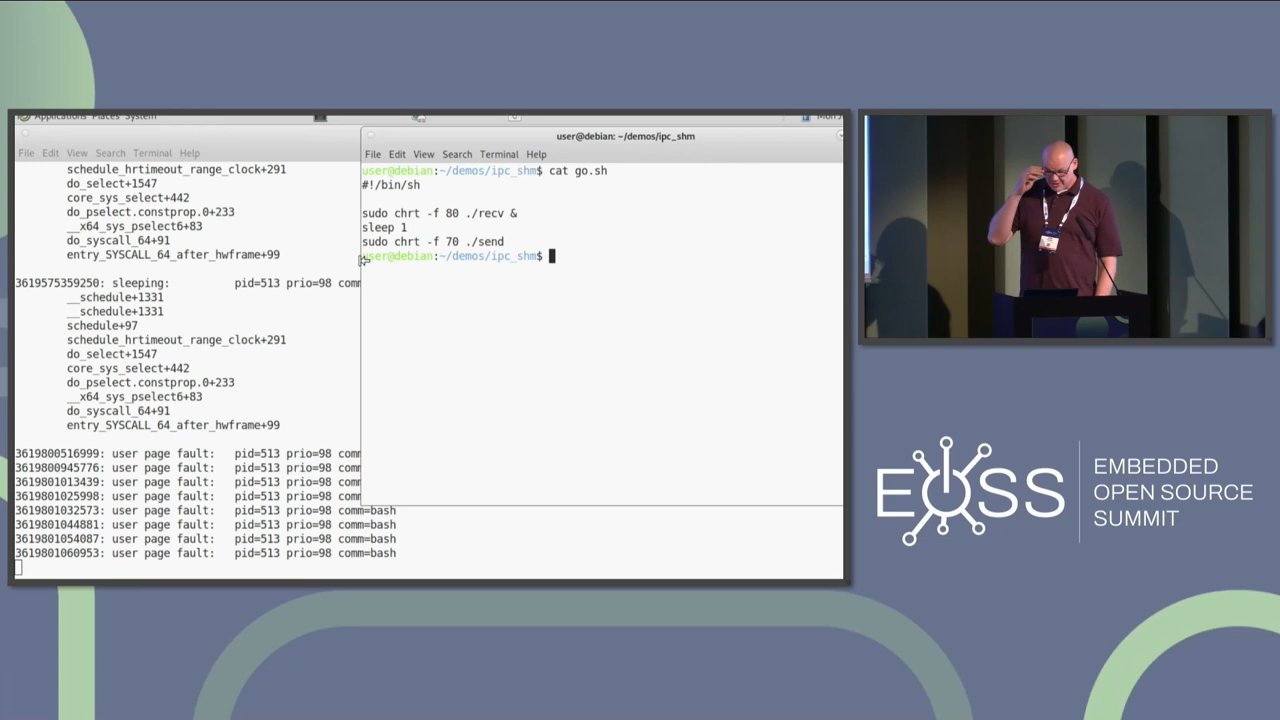 Applications Places System
Mon J
File Edit View Search Terminal Help
schedule_hrtimeout_range_clock+291
do_select+1547
core_sys_select+442
do_pselect.constprop.0+233
__x64_sys_pselect6+83
do_syscall_64+91
entry_SYSCALL_64_after_hwframe+99
3619575359250: sleeping: pid=513 prio=98 comm
__schedule+1331
__schedule+1331
schedule+97
schedule_hrtimeout_range_clock+291
do_select+1547
core_sys_select+442
do_pselect.constprop.0+233
__x64_sys_pselect6+83
do_syscall_64+91
entry_SYSCALL_64_after_hwframe+99
3619800516999: user page fault: pid=513 prio=98 comm
3619800945776: user page fault: pid=513 prio=98 comm
3619801013439: user page fault: pid=513 prio=98 comm
3619801025998: user page fault: pid=513 prio=98 comm
3619801032573: user page fault: pid=513 prio=98 comm=bash
3619801044881: user page fault: pid=513 prio=98 comm=bash
3619801054087: user page fault: pid=513 prio=98 comm=bash
3619801060953: user page fault: pid=513 prio=98 comm=bash
user@debian: ~/demos/ipc_shm
File Edit View Search Terminal Help
user@debian:~/demos/ipc_shm$ cat go.sh
#!/bin/sh
sudo chrt -f 80 ./recv &
sleep 1
sudo chrt -f 70 ./send
user@debian:~/demos/ipc_shm$
EOSS
EMBEDDED
OPEN SOURCE
SUMMIT